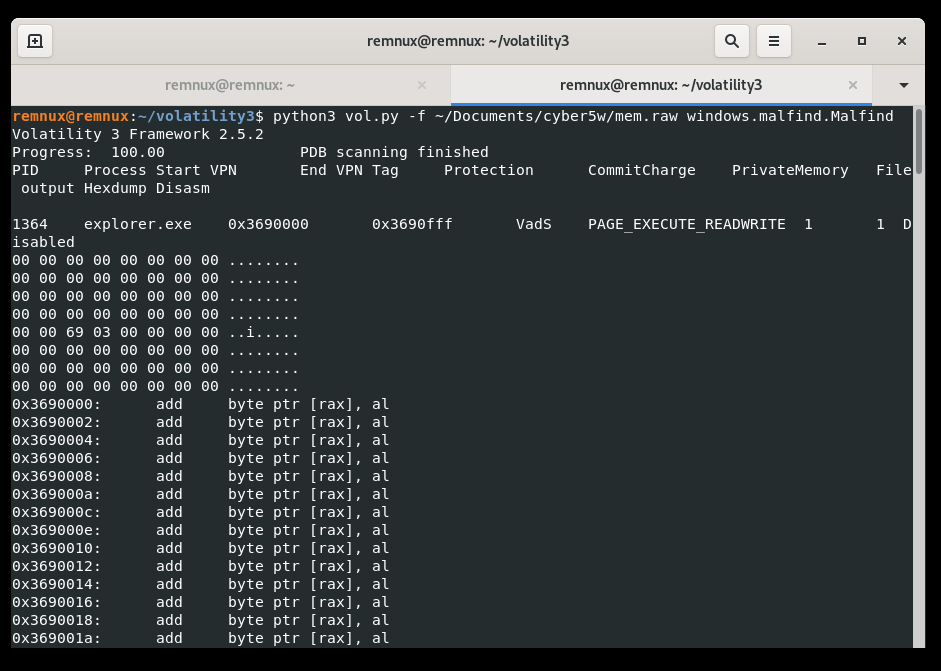 remnux@remnux: ~/volatility3
remnux@remnux: ~
remnux@remnux: ~/volatility3
remnux@remnux:~/volatility3$ python3 vol.py -f ~/Documents/cyber5w/mem.raw windows.malfind.Malfind
Volatility 3 Framework 2.5.2
Progress:  100.00               PDB scanning finished
PID     Process Start VPN       End VPN Tag     Protection      CommitCharge    PrivateMemory   File
 output Hexdump Disasm

1364    explorer.exe    0x3690000       0x3690fff       VadS    PAGE_EXECUTE_READWRITE  1       1  D
isabled
00 00 00 00 00 00 00 00 ........
00 00 00 00 00 00 00 00 ........
00 00 00 00 00 00 00 00 ........
00 00 00 00 00 00 00 00 ........
00 00 69 03 00 00 00 00 ..i.....
00 00 00 00 00 00 00 00 ........
00 00 00 00 00 00 00 00 ........
00 00 00 00 00 00 00 00 ........
0x3690000:      add     byte ptr [rax], al
0x3690002:      add     byte ptr [rax], al
0x3690004:      add     byte ptr [rax], al
0x3690006:      add     byte ptr [rax], al
0x3690008:      add     byte ptr [rax], al
0x369000a:      add     byte ptr [rax], al
0x369000c:      add     byte ptr [rax], al
0x369000e:      add     byte ptr [rax], al
0x3690010:      add     byte ptr [rax], al
0x3690012:      add     byte ptr [rax], al
0x3690014:      add     byte ptr [rax], al
0x3690016:      add     byte ptr [rax], al
0x3690018:      add     byte ptr [rax], al
0x369001a:      add     byte ptr [rax], al